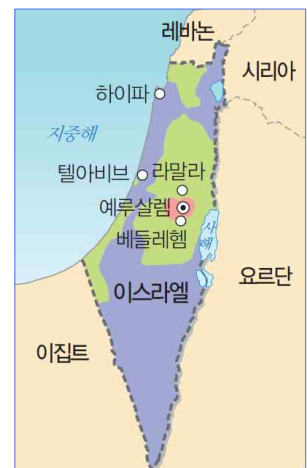 레바논
시리아
하이파
지중해
텔아비브
라말라
예루살렘
사해
베들레헴
요르단
이스라엘
이집트